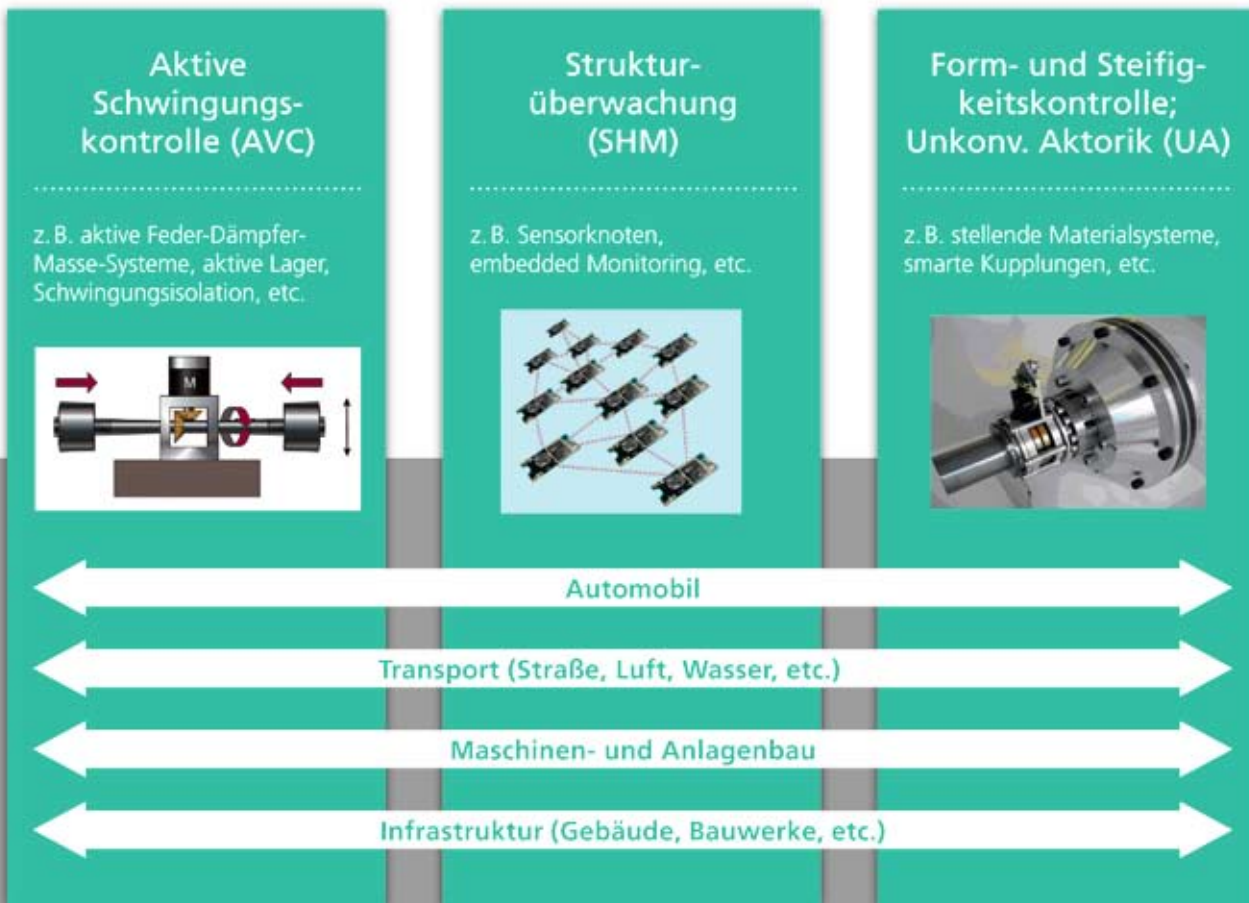 Aktive
Schwingungs-
kontrolle (AVC)
z. B. aktive Feder-Dämpfer-
Masse-Systeme, aktive Lager,
Schwingungsisolation, etc.
M
Struktur-
überwachung
(SHM)
z. B. Sensorknoten,
embedded Monitoring, etc.
Form- und Steifig-
keitskontrolle;
Unkonv. Aktorik (UA)
z. B. stellende Materialsysteme,
smarte Kupplungen, etc.
Automobil
Transport (Straße, Luft, Wasser, etc.)
Maschinen- und Anlagenbau
Infrastruktur (Gebäude, Bauwerke, etc.)